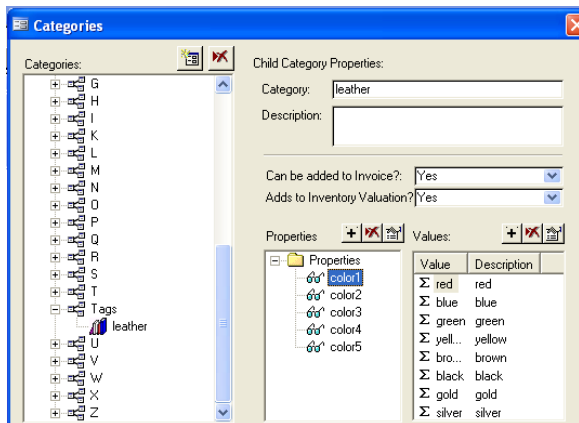 Categories
Categories:
G
H
I
K
L
M
N
O
P
Q
R
S
T
Tags
leather
U
V
W
X
Z
Child Category Properties:
Category: leather
Description:
Can be added to Invoice?: Yes
Adds to Inventory Valuation? Yes
Properties
Properties
color1
color2
color3
color4
color5
Values:
Value Description
Σ red red
Σ blue blue
Σ green green
Σ yell... yellow
Σ bro... brown
Σ black black
Σ gold gold
Σ silver silver